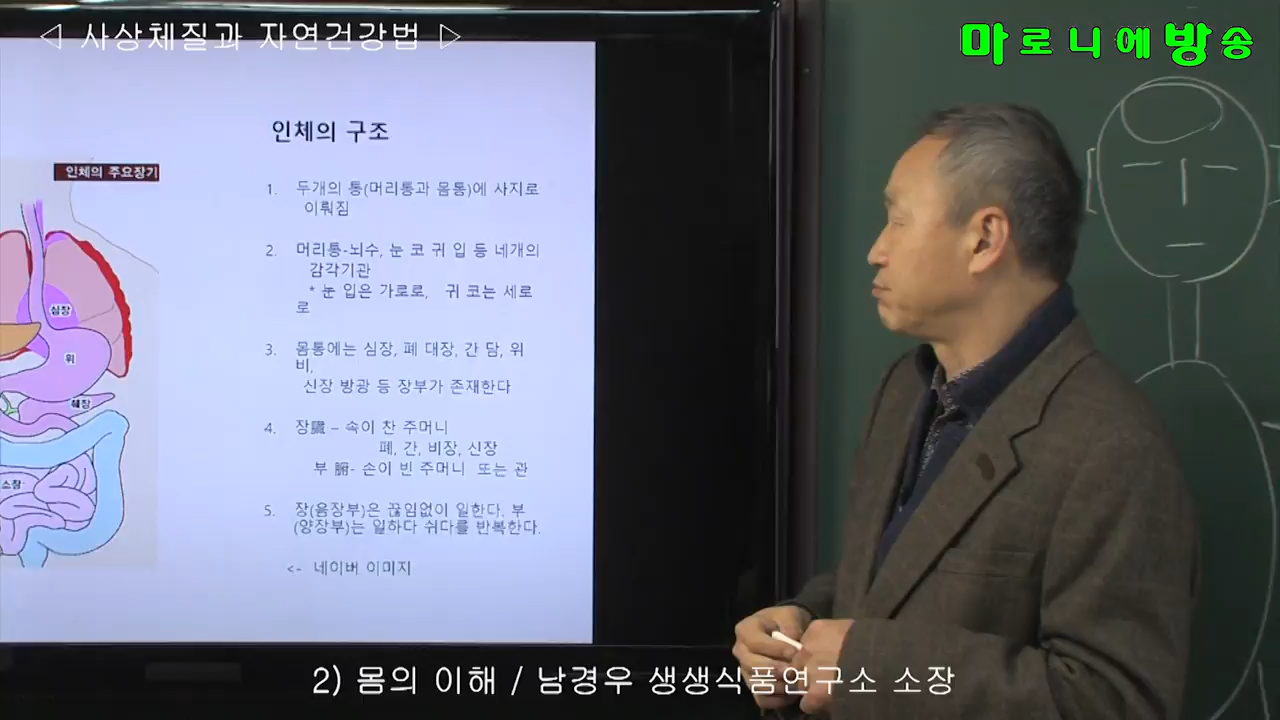 ◁ 사상체질과 자연건강법 ▷
마로니에방송
인체의 구조
인체의 주요장기
심장
위
췌장
소장
1. 두개의 통(머리통과 몸통)에 사지로
이뤄짐
2. 머리통-뇌수, 눈 코 귀 입 등 네개의
감각기관
* 눈 입은 가로로, 귀 코는 세로
로
3. 몸통에는 심장, 폐 대장, 간 담, 위
비,
신장 방광 등 장부가 존재한다
4. 장臟 – 속이 찬 주머니
폐, 간, 비장, 신장
부 腑- 손이 빈 주머니 또는 관
5. 장(음장부)은 끊임없이 일한다. 부
(양장부)는 일하다 쉬다를 반복한다.
<- 네이버 이미지
2) 몸의 이해 / 남경우 생생식품연구소 소장